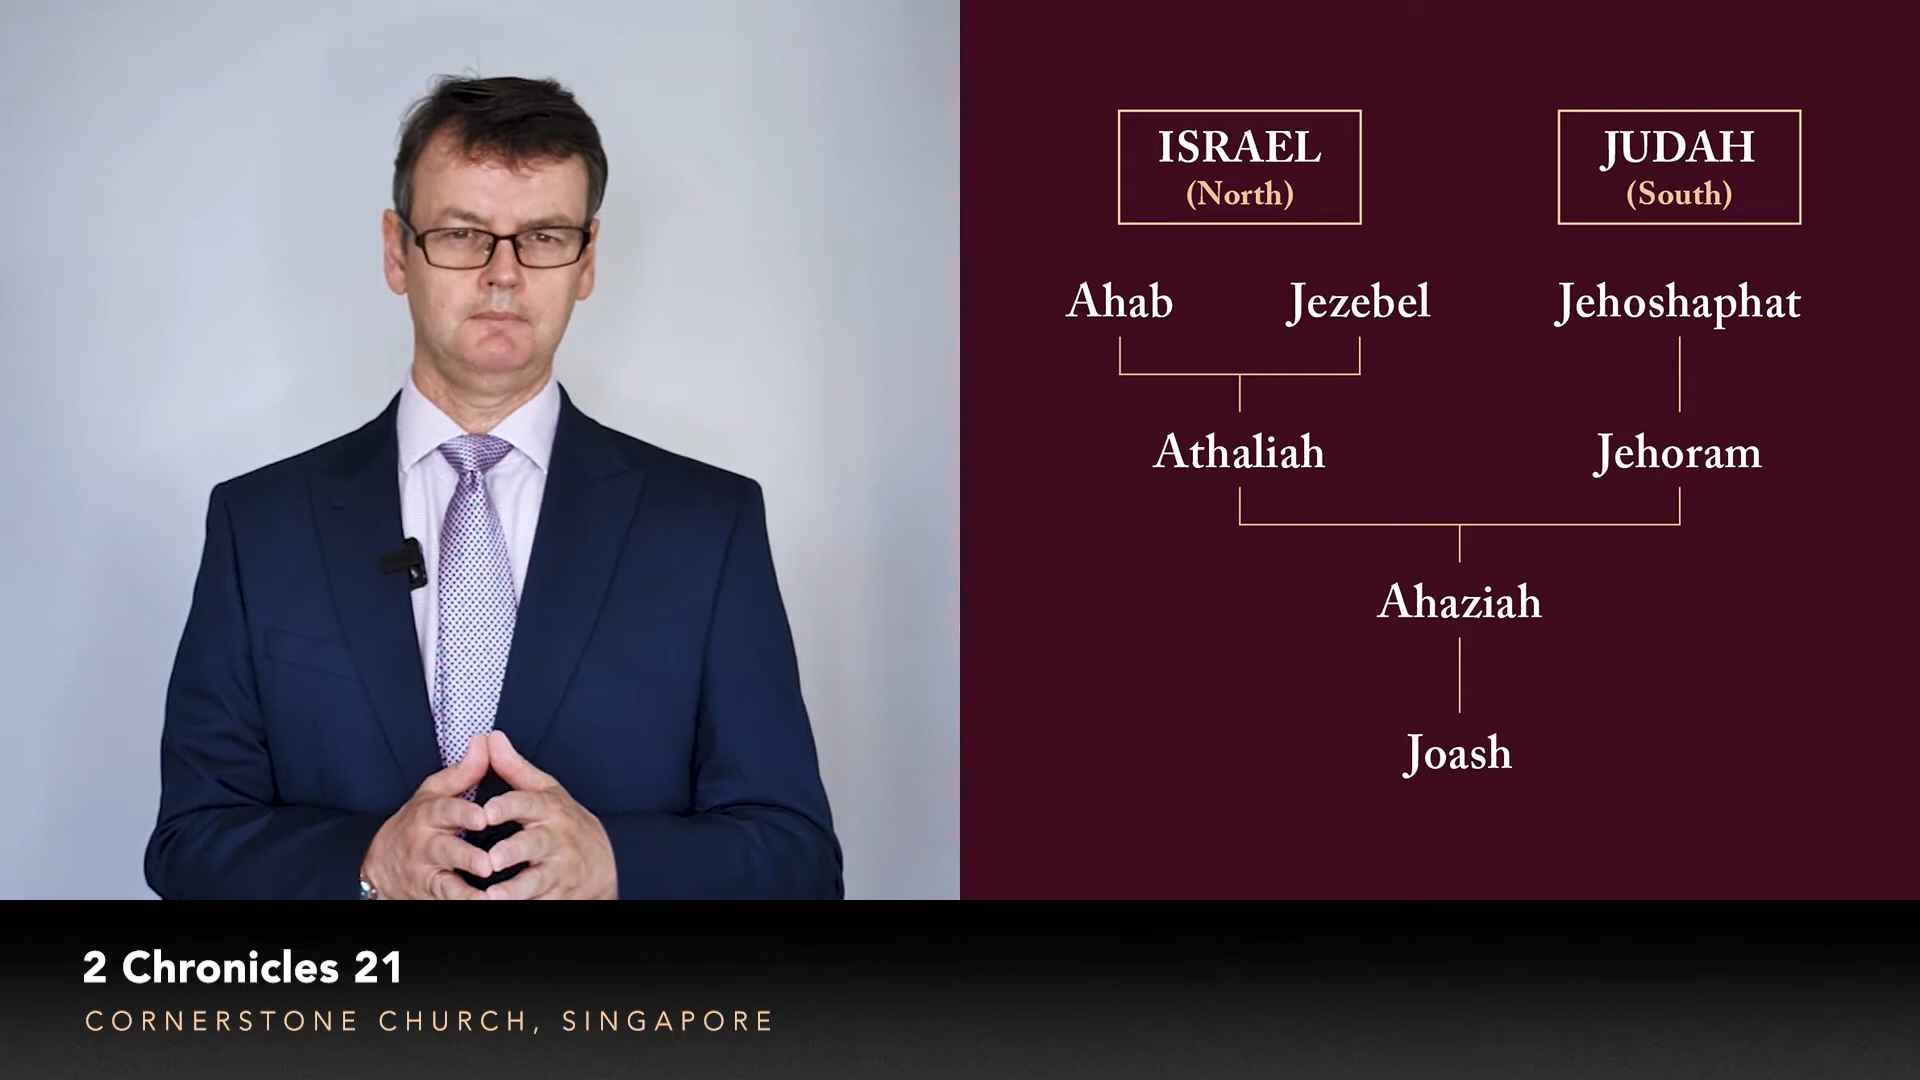 ISRAEL
(North)
JUDAH
(South)
Ahab
Jezebel
Jehoshaphat
Athaliah
Jehoram
Ahaziah
Joash
2 Chronicles 21
CORNERSTONE CHURCH, SINGAPORE